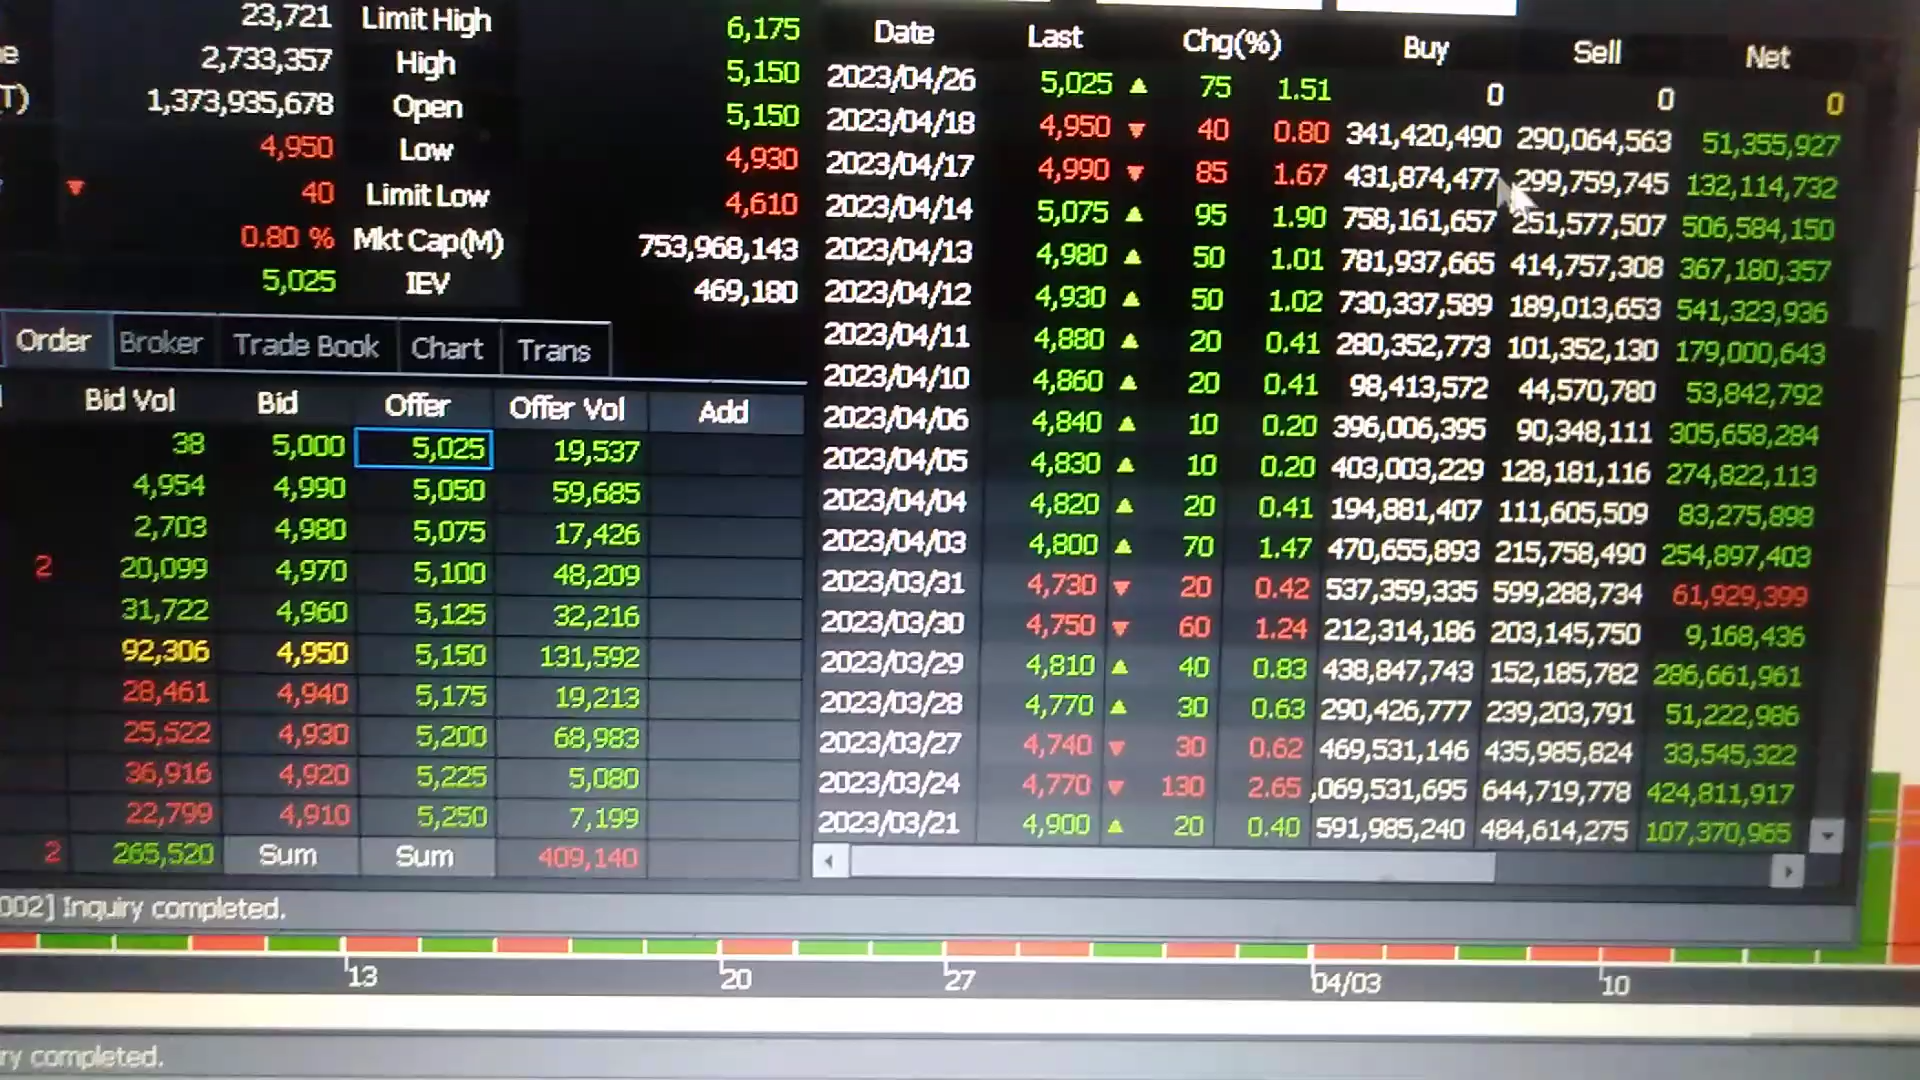 23,721 Limit High 6,175
e 2,733,357 High 5,150
T) 1,373,935,678 Open 5,150
4,950 Low 4,930
▼ 40 Limit Low 4,610
0.80 % Mkt Cap(M) 753,968,143
5,025 IEV 469,180
Order Broker Trade Book Chart Trans
Bid Vol Bid Offer Offer Vol Add
38 5,000 5,025 19,537
4,954 4,990 5,050 59,685
2,703 4,980 5,075 17,426
2 20,099 4,970 5,100 48,209
31,722 4,960 5,125 32,216
92,306 4,950 5,150 131,592
28,461 4,940 5,175 19,213
25,522 4,930 5,200 68,983
36,916 4,920 5,225 5,080
22,799 4,910 5,250 7,199
2 265,520 Sum Sum 409,140
Date Last Chg(%) Buy Sell Net
2023/04/26 5,025 ▲ 75 1.51 0 0 0
2023/04/18 4,950 ▼ 40 0.80 341,420,490 290,064,563 51,355,927
2023/04/17 4,990 ▼ 85 1.67 431,874,477 299,759,745 132,114,732
2023/04/14 5,075 ▲ 95 1.90 758,161,657 251,577,507 506,584,150
2023/04/13 4,980 ▲ 50 1.01 781,937,665 414,757,308 367,180,357
2023/04/12 4,930 ▲ 50 1.02 730,337,589 189,013,653 541,323,936
2023/04/11 4,880 ▲ 20 0.41 280,352,773 101,352,130 179,000,643
2023/04/10 4,860 ▲ 20 0.41 98,413,572 44,570,780 53,842,792
2023/04/06 4,840 ▲ 10 0.20 396,006,395 90,348,111 305,658,284
2023/04/05 4,830 ▲ 10 0.20 403,003,229 128,181,116 274,822,113
2023/04/04 4,820 ▲ 20 0.41 194,881,407 111,605,509 83,275,898
2023/04/03 4,800 ▲ 70 1.47 470,655,893 215,758,490 254,897,403
2023/03/31 4,730 ▼ 20 0.42 537,359,335 599,288,734 61,929,399
2023/03/30 4,750 ▼ 60 1.24 212,314,186 203,145,750 9,168,436
2023/03/29 4,810 ▲ 40 0.83 438,847,743 152,185,782 286,661,961
2023/03/28 4,770 ▲ 30 0.63 290,426,777 239,203,791 51,222,986
2023/03/27 4,740 ▼ 30 0.62 469,531,146 435,985,824 33,545,322
2023/03/24 4,770 ▼ 130 2.65 ,069,531,695 644,719,778 424,811,917
2023/03/21 4,900 ▲ 20 0.40 591,985,240 484,614,275 107,370,965
002] Inquiry completed.
13 20 27 04/03 10
ry completed.